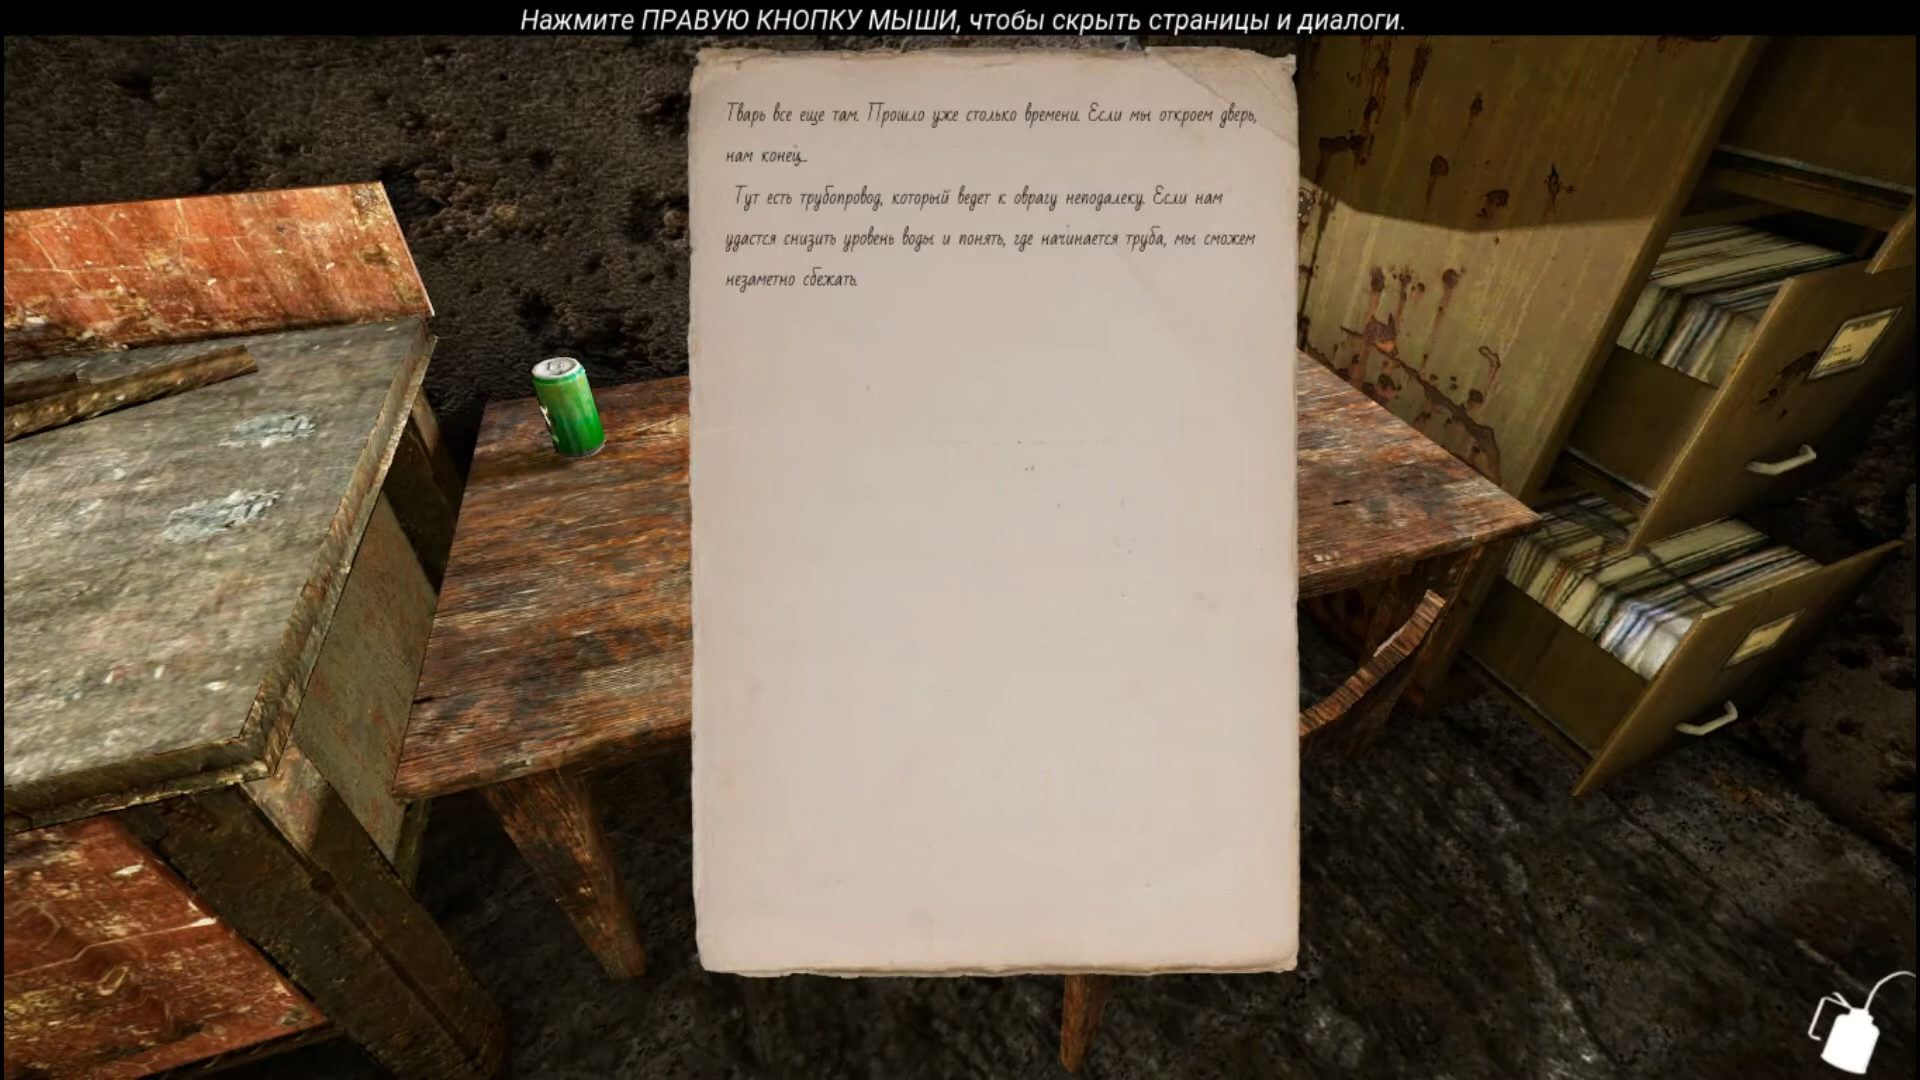 Нажмите ПРАВУЮ КНОПКУ МЫШИ, чтобы скрыть страницы и диалоги.
Тварь все еще там. Прошло уже столько времени. Если мы откроем дверь,
нам конец...
Тут есть трубопровод, который ведет к оврагу неподалеку. Если нам
удастся снизить уровень воды и понять, где начинается труба, мы сможем
незаметно сбежать.